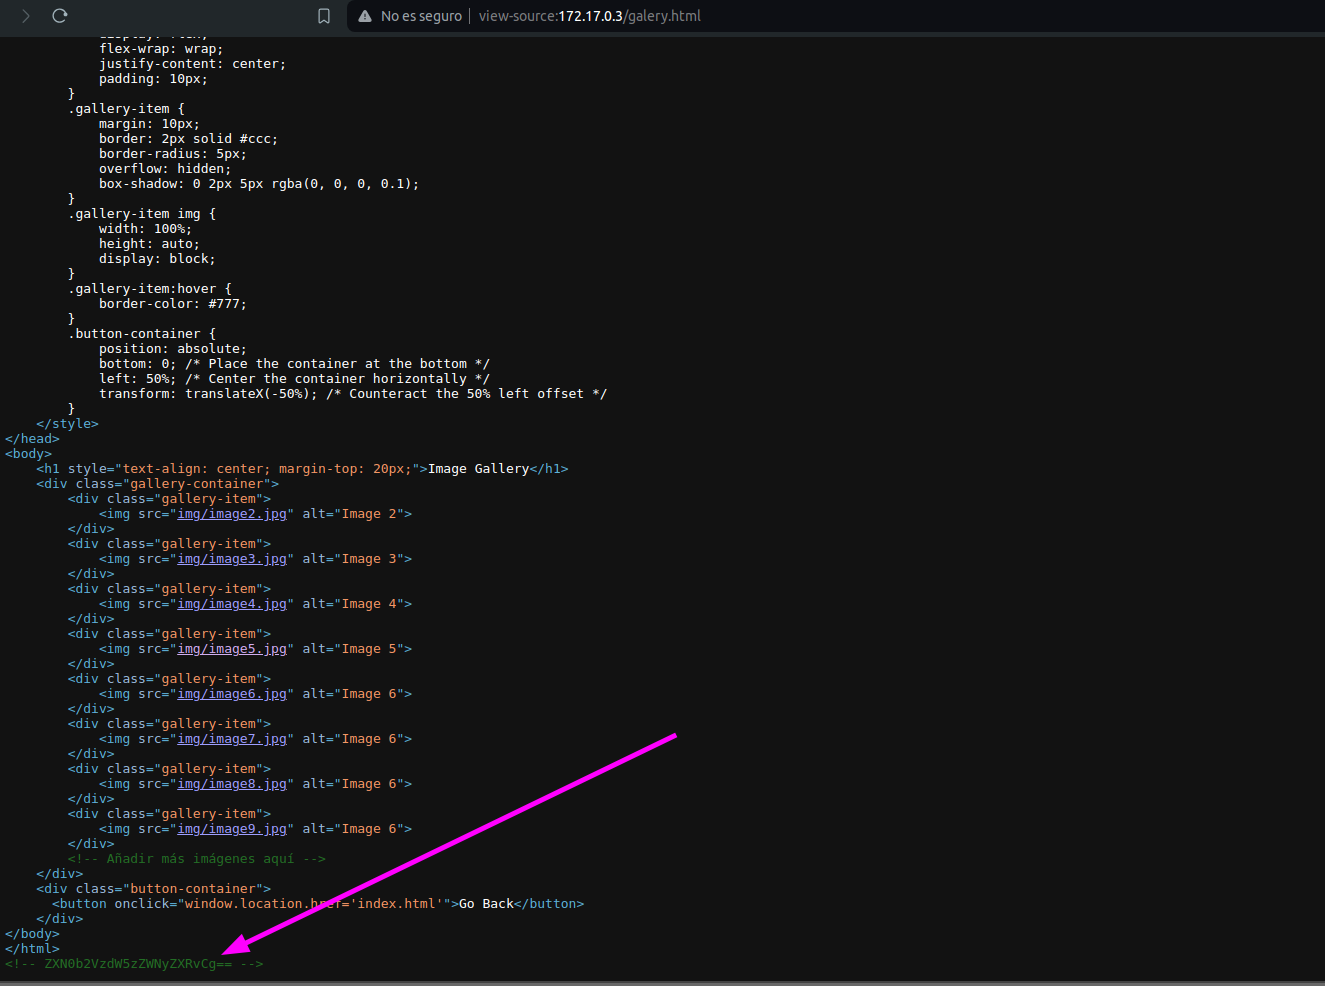 No es seguro | view-source:172.17.0.3/galery.html
flex-wrap: wrap;
justify-content: center;
padding: 10px;
}
.gallery-item {
margin: 10px;
border: 2px solid #ccc;
border-radius: 5px;
overflow: hidden;
box-shadow: 0 2px 5px rgba(0, 0, 0, 0.1);
}
.gallery-item img {
width: 100%;
height: auto;
display: block;
}
.gallery-item:hover {
border-color: #777;
}
.button-container {
position: absolute;
bottom: 0; /* Place the container at the bottom */
left: 50%; /* Center the container horizontally */
transform: translateX(-50%); /* Counteract the 50% left offset */
}
</style>
</head>
<body>
<h1 style="text-align: center; margin-top: 20px;">Image Gallery</h1>
<div class="gallery-container">
<div class="gallery-item">
<img src="img/image2.jpg" alt="Image 2">
</div>
<div class="gallery-item">
<img src="img/image3.jpg" alt="Image 3">
</div>
<div class="gallery-item">
<img src="img/image4.jpg" alt="Image 4">
</div>
<div class="gallery-item">
<img src="img/image5.jpg" alt="Image 5">
</div>
<div class="gallery-item">
<img src="img/image6.jpg" alt="Image 6">
</div>
<div class="gallery-item">
<img src="img/image7.jpg" alt="Image 6">
</div>
<div class="gallery-item">
<img src="img/image8.jpg" alt="Image 6">
</div>
<div class="gallery-item">
<img src="img/image9.jpg" alt="Image 6">
</div>
<!-- Añadir más imágenes aquí -->
</div>
<div class="button-container">
<button onclick="window.location.href='index.html'">Go Back</button>
</div>
</body>
</html>
<!-- ZXN0b2VzdW5zZWNyZXRvCg== -->